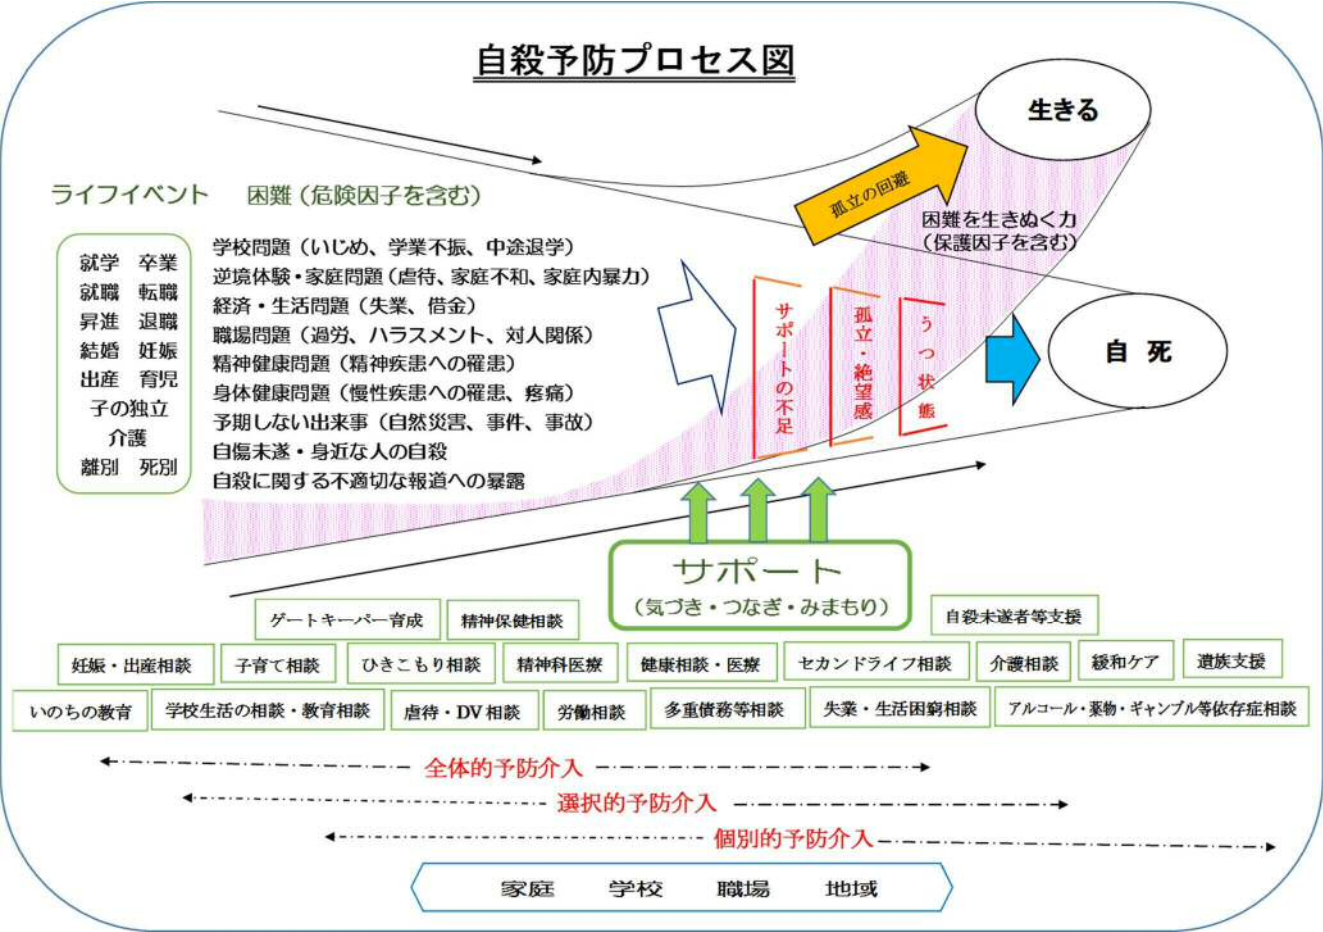 自殺予防プロセス図
生きる
孤立の回避
ライフイベント 困難（危険因子を含む）
困難を生きぬく力
（保護因子を含む）
就学 卒業
就職 転職
昇進 退職
結婚 妊娠
出産 育児
子の独立
介護
離別 死別
学校問題（いじめ、学業不振、中途退学）
逆境体験・家庭問題（虐待、家庭不和、家庭内暴力）
経済・生活問題（失業、借金）
職場問題（過労、ハラスメント、対人関係）
精神健康問題（精神疾患への罹患）
身体健康問題（慢性疾患への罹患、疼痛）
予期しない出来事（自然災害、事件、事故）
自傷未遂・身近な人の自殺
自殺に関する不適切な報道への暴露
サポートの不足
孤立・絶望感
うつ状態
自 死
サポート
（気づき・つなぎ・みまもり）
ゲートキーパー育成 精神保健相談 自殺未遂者等支援
妊娠・出産相談 子育て相談 ひきこもり相談 精神科医療 健康相談・医療 セカンドライフ相談 介護相談 緩和ケア 遺族支援
いのちの教育 学校生活の相談・教育相談 虐待・DV相談 労働相談 多重債務等相談 失業・生活困窮相談 アルコール・薬物・ギャンブル等依存症相談
全体的予防介入
選択的予防介入
個別的予防介入
家庭 学校 職場 地域